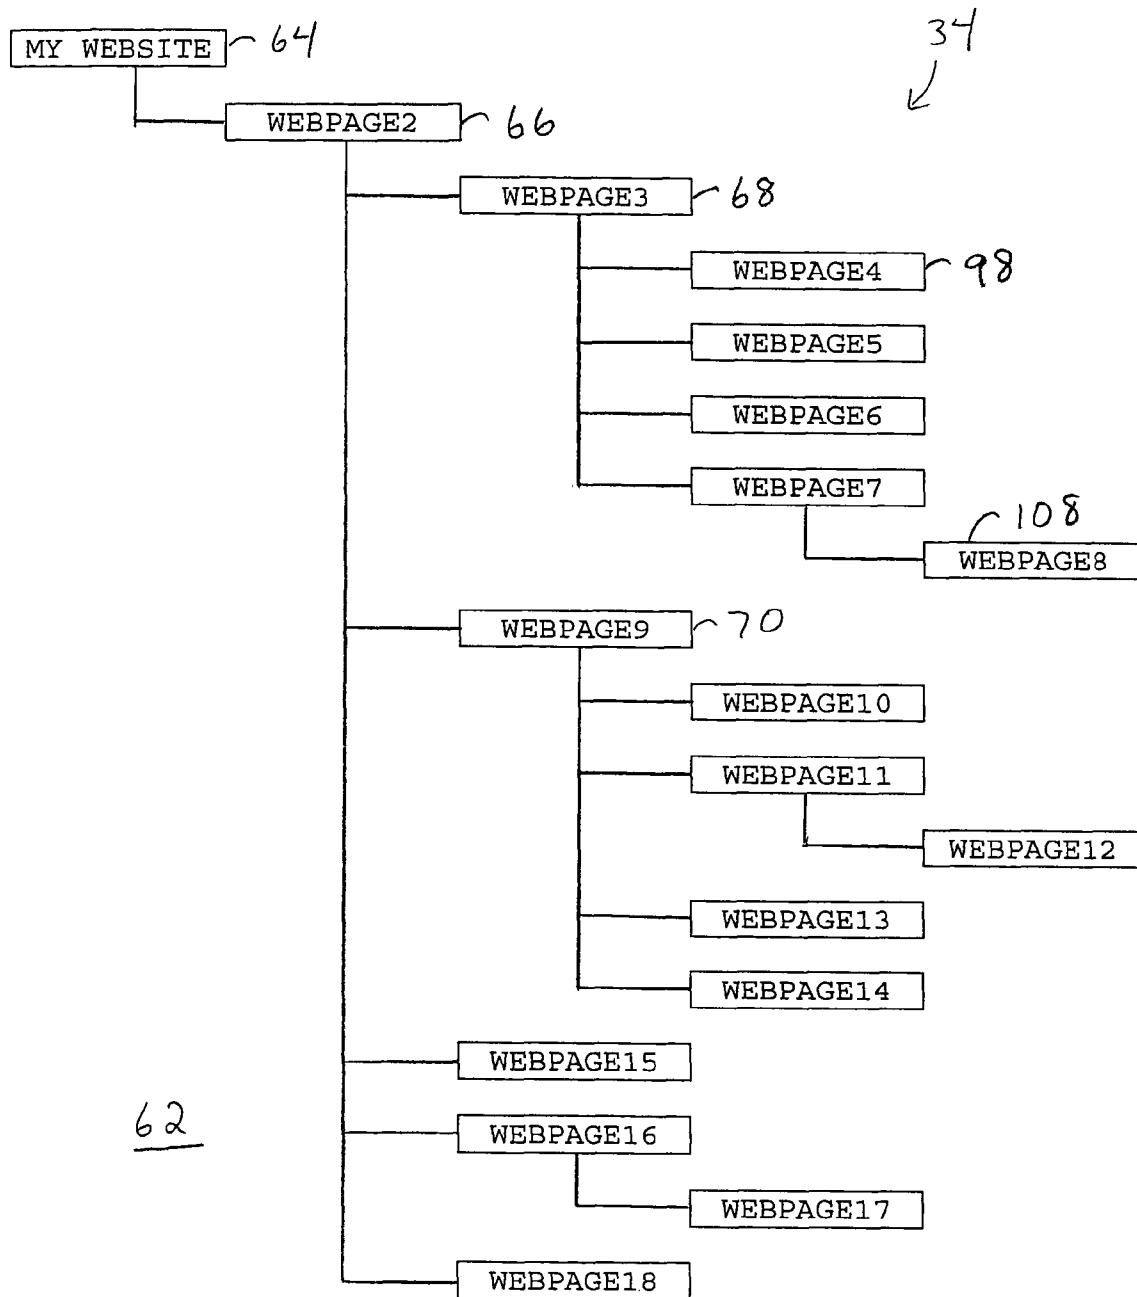 MY WEBSITE 64
34
WEBPAGE2 66
WEBPAGE3 68
WEBPAGE4 98
WEBPAGE5
WEBPAGE6
WEBPAGE7
108
WEBPAGE8
WEBPAGE9 70
WEBPAGE10
WEBPAGE11
WEBPAGE12
WEBPAGE13
WEBPAGE14
WEBPAGE15
62
WEBPAGE16
WEBPAGE17
WEBPAGE18